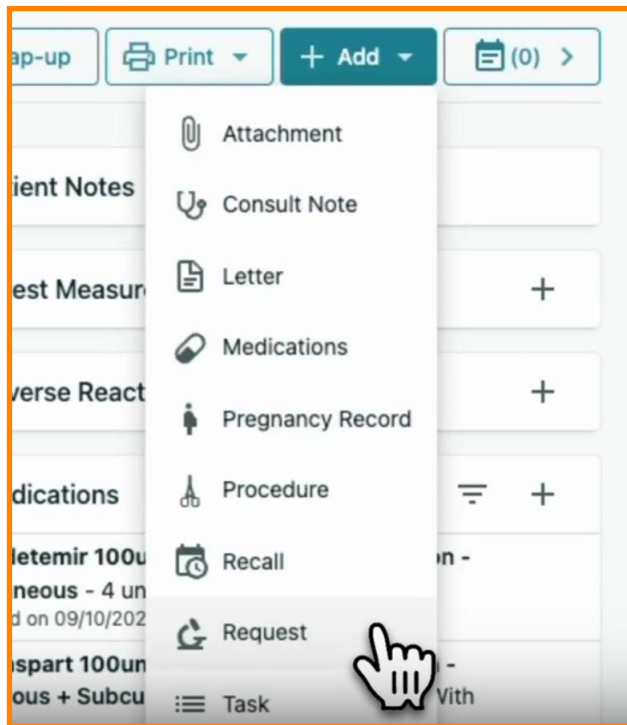 ap-up Print + Add (0) >
Attachment
ient Notes
Consult Note
Letter
est Measur
Medications
verse React
Pregnancy Record
dications
Procedure
letemir 100u on -
Recall
neous - 4 un
d on 09/10/202
Request
spart 100un -
ous + Subcu With
Task